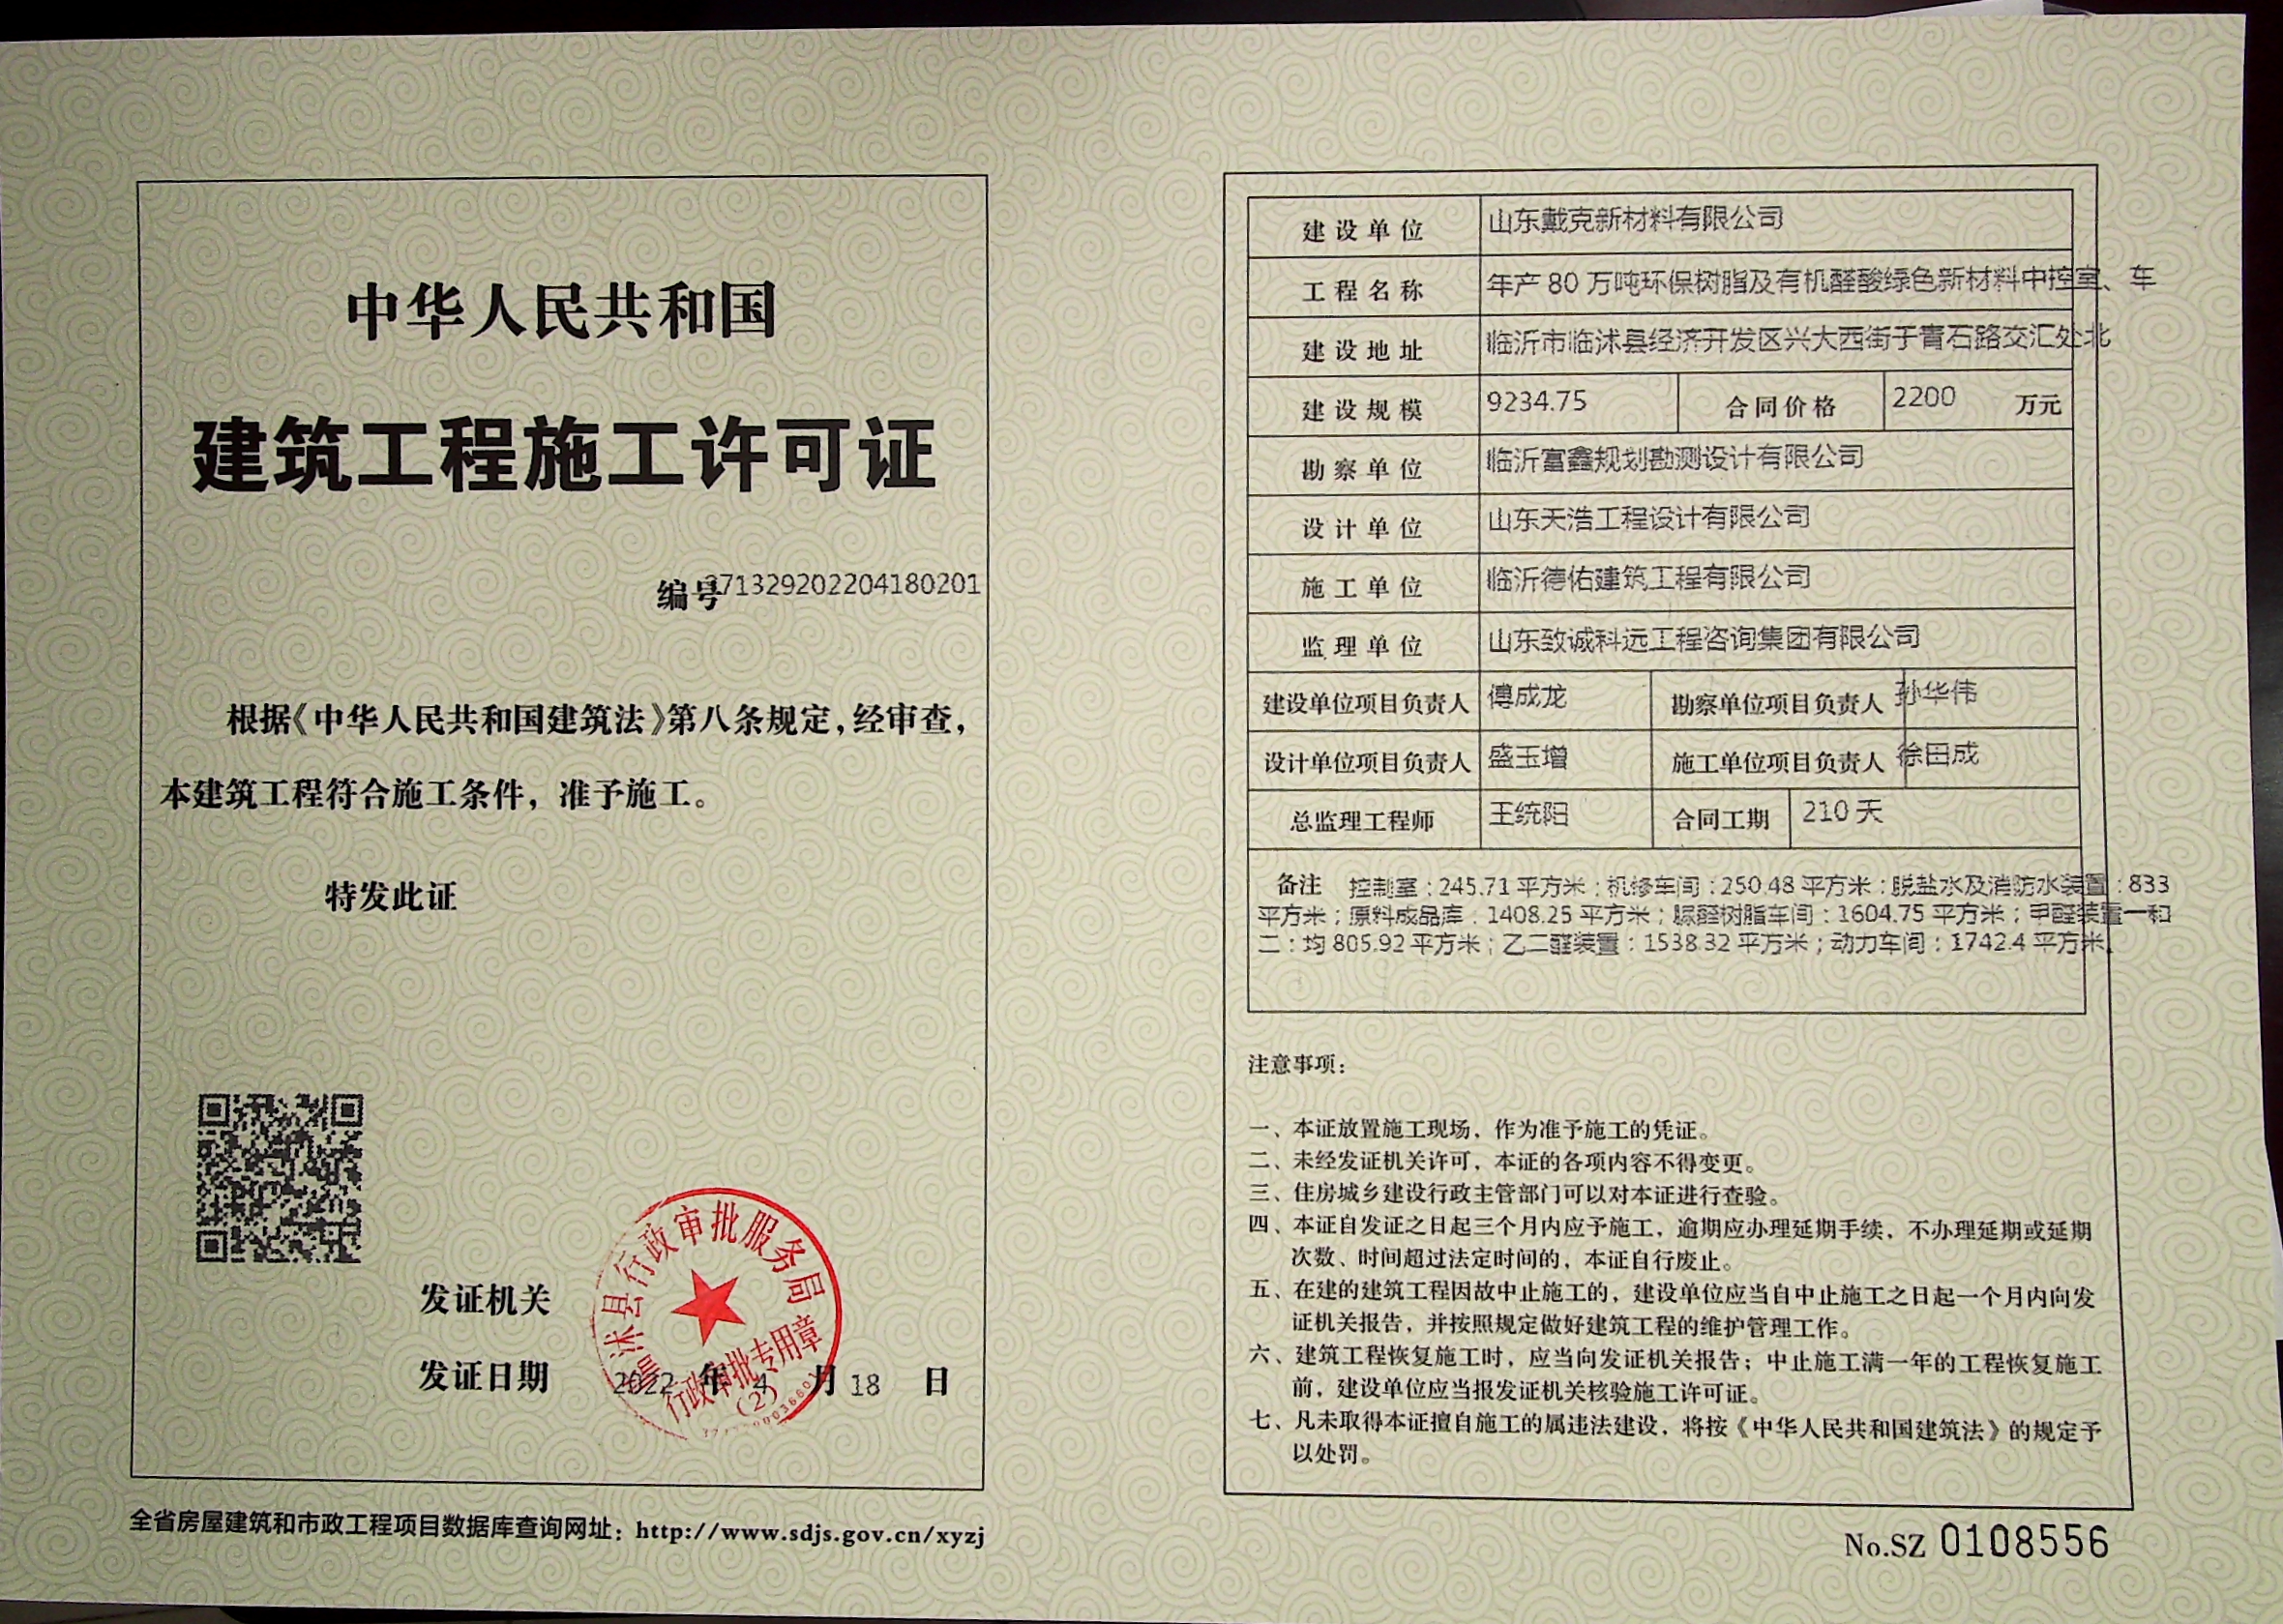 中华人民共和国
建筑工程施工许可证
编号371329202204180201
根据《中华人民共和国建筑法》第八条规定,经审查,
本建筑工程符合施工条件，准予施工。
特发此证
发证机关
临沭县行政审批服务局
行政审批专用章
(2)
发证日期 2022 年 4 月 18 日
全省房屋建筑和市政工程项目数据库查询网址：http://www.sdjs.gov.cn/xyzj
建设单位 山东戴克新材料有限公司
工程名称 年产 80 万吨环保树脂及有机醛酸绿色新材料中控室、车
建设地址 临沂市临沭县经济开发区兴大西街于青石路交汇处北
建设规模 9234.75 合同价格 2200 万元
勘察单位 临沂富鑫规划勘测设计有限公司
设计单位 山东天浩工程设计有限公司
施工单位 临沂德佑建筑工程有限公司
监理单位 山东致诚科远工程咨询集团有限公司
建设单位项目负责人 傅成龙 勘察单位项目负责人 孙华伟
设计单位项目负责人 盛玉增 施工单位项目负责人 徐田成
总监理工程师 王统阳 合同工期 210 天
备注 控制室：245.71 平方米；机修车间：250.48 平方米；脱盐水及消防水装置：833
平方米；原料成品库：1408.25 平方米；脲醛树脂车间：1604.75 平方米；甲醛装置一和
二：均 805.92 平方米；乙二醛装置：1538.32 平方米；动力车间：1742.4 平方米。
注意事项：
一、本证放置施工现场，作为准予施工的凭证。
二、未经发证机关许可，本证的各项内容不得变更。
三、住房城乡建设行政主管部门可以对本证进行查验。
四、本证自发证之日起三个月内应予施工，逾期应办理延期手续，不办理延期或延期
次数、时间超过法定时间的，本证自行废止。
五、在建的建筑工程因故中止施工的，建设单位应当自中止施工之日起一个月内向发
证机关报告，并按照规定做好建筑工程的维护管理工作。
六、建筑工程恢复施工时，应当向发证机关报告；中止施工满一年的工程恢复施工
前，建设单位应当报发证机关核验施工许可证。
七、凡未取得本证擅自施工的属违法建设，将按《中华人民共和国建筑法》的规定予
以处罚。
No.SZ 0108556